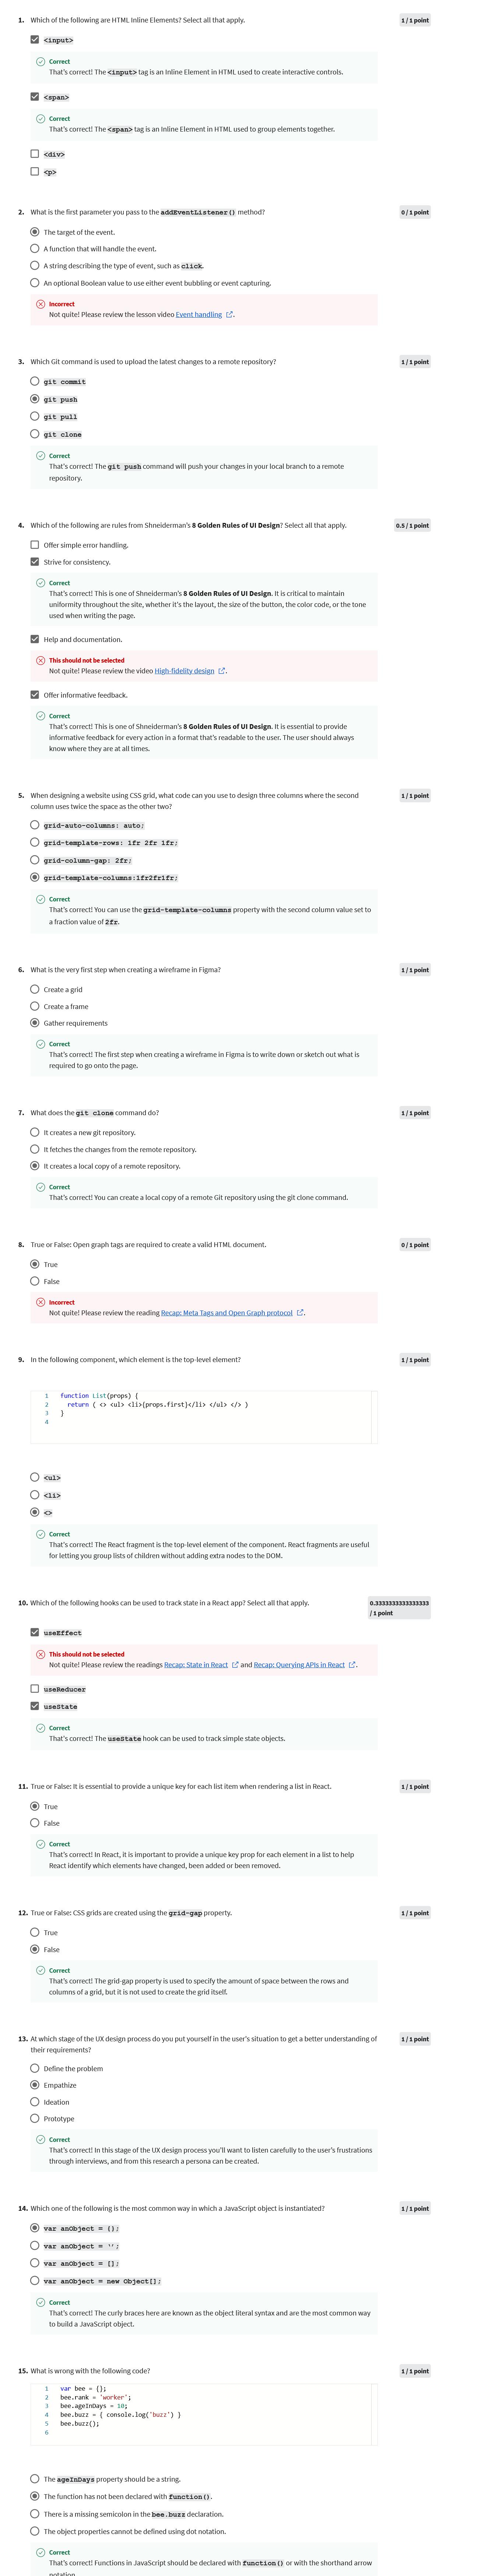 1. Which of the following are HTML Inline Elements? Select all that apply.
1 / 1 point
<input>
Correct
That's correct! The <input> tag is an Inline Element in HTML used to create interactive controls.
<span>
Correct
That's correct! The <span> tag is an Inline Element in HTML used to group elements together.
<div>
<p>
2. What is the first parameter you pass to the addEventListener() method?
0 / 1 point
The target of the event.
A function that will handle the event.
A string describing the type of event, such as click.
An optional Boolean value to use either event bubbling or event capturing.
Incorrect
Not quite! Please review the lesson video Event handling.
3. Which Git command is used to upload the latest changes to a remote repository?
1 / 1 point
git commit
git push
git pull
git clone
Correct
That's correct! The git push command will push your changes in your local branch to a remote
repository.
4. Which of the following are rules from Shneiderman's 8 Golden Rules of UI Design? Select all that apply.
0.5 / 1 point
Offer simple error handling.
Strive for consistency.
Correct
That's correct! This is one of Shneiderman's 8 Golden Rules of UI Design. It is critical to maintain
uniformity throughout the site, whether it's the layout, the size of the button, the color code, or the tone
used when writing the page.
Help and documentation.
This should not be selected
Not quite! Please review the video High-fidelity design.
Offer informative feedback.
Correct
That's correct! This is one of Shneiderman's 8 Golden Rules of UI Design. It is essential to provide
informative feedback for every action in a format that's readable to the user. The user should always
know where they are at all times.
5. When designing a website using CSS grid, what code can you use to design three columns where the second
column uses twice the space as the other two?
1 / 1 point
grid-auto-columns: auto;
grid-template-rows: 1fr 2fr 1fr;
grid-column-gap: 2fr;
grid-template-columns:1fr2fr1fr;
Correct
That's correct! You can use the grid-template-columns property with the second column value set to
a fraction value of 2fr.
6. What is the very first step when creating a wireframe in Figma?
1 / 1 point
Create a grid
Create a frame
Gather requirements
Correct
That's correct! The first step when creating a wireframe in Figma is to write down or sketch out what is
required to go onto the page.
7. What does the git clone command do?
1 / 1 point
It creates a new git repository.
It fetches the changes from the remote repository.
It creates a local copy of a remote repository.
Correct
That's correct! You can create a local copy of a remote Git repository using the git clone command.
8. True or False: Open graph tags are required to create a valid HTML document.
0 / 1 point
True
False
Incorrect
Not quite! Please review the reading Recap: Meta Tags and Open Graph protocol.
9. In the following component, which element is the top-level element?
1 / 1 point
1 function List(props) {
2 return ( <> <ul> <li>{props.first}</li> </ul> </> )
3 }
4
<ul>
<li>
<>
Correct
That's correct! The React fragment is the top-level element of the component. React fragments are useful
for letting you group lists of children without adding extra nodes to the DOM.
10. Which of the following hooks can be used to track state in a React app? Select all that apply.
0.3333333333333333
/ 1 point
useEffect
This should not be selected
Not quite! Please review the readings Recap: State in React and Recap: Querying APIs in React.
useReducer
useState
Correct
That's correct! The useState hook can be used to track simple state objects.
11. True or False: It is essential to provide a unique key for each list item when rendering a list in React.
1 / 1 point
True
False
Correct
That's correct! In React, it is important to provide a unique key prop for each element in a list to help
React identify which elements have changed, been added or been removed.
12. True or False: CSS grids are created using the grid-gap property.
1 / 1 point
True
False
Correct
That's correct! The grid-gap property is used to specify the amount of space between the rows and
columns of a grid, but it is not used to create the grid itself.
13. At which stage of the UX design process do you put yourself in the user's situation to get a better understanding of
their requirements?
1 / 1 point
Define the problem
Empathize
Ideation
Prototype
Correct
That's correct! In this stage of the UX design process you'll want to listen carefully to the user's frustrations
through interviews, and from this research a persona can be created.
14. Which one of the following is the most common way in which a JavaScript object is instantiated?
1 / 1 point
var anObject = {};
var anObject = '';
var anObject = [];
var anObject = new Object[];
Correct
That's correct! The curly braces here are known as the object literal syntax and are the most common way
to build a JavaScript object.
15. What is wrong with the following code?
1 / 1 point
1 var bee = {};
2 bee.rank = 'worker';
3 bee.ageinDays = 10;
4 bee.buzz = { console.log('buzz') }
5 bee.buzz();
6
The ageInDays property should be a string.
The function has not been declared with function().
There is a missing semicolon in the bee.buzz declaration.
The object properties cannot be defined using dot notation.
Correct
That's correct! Functions in JavaScript should be declared with function() or with the shorthand arrow
notation